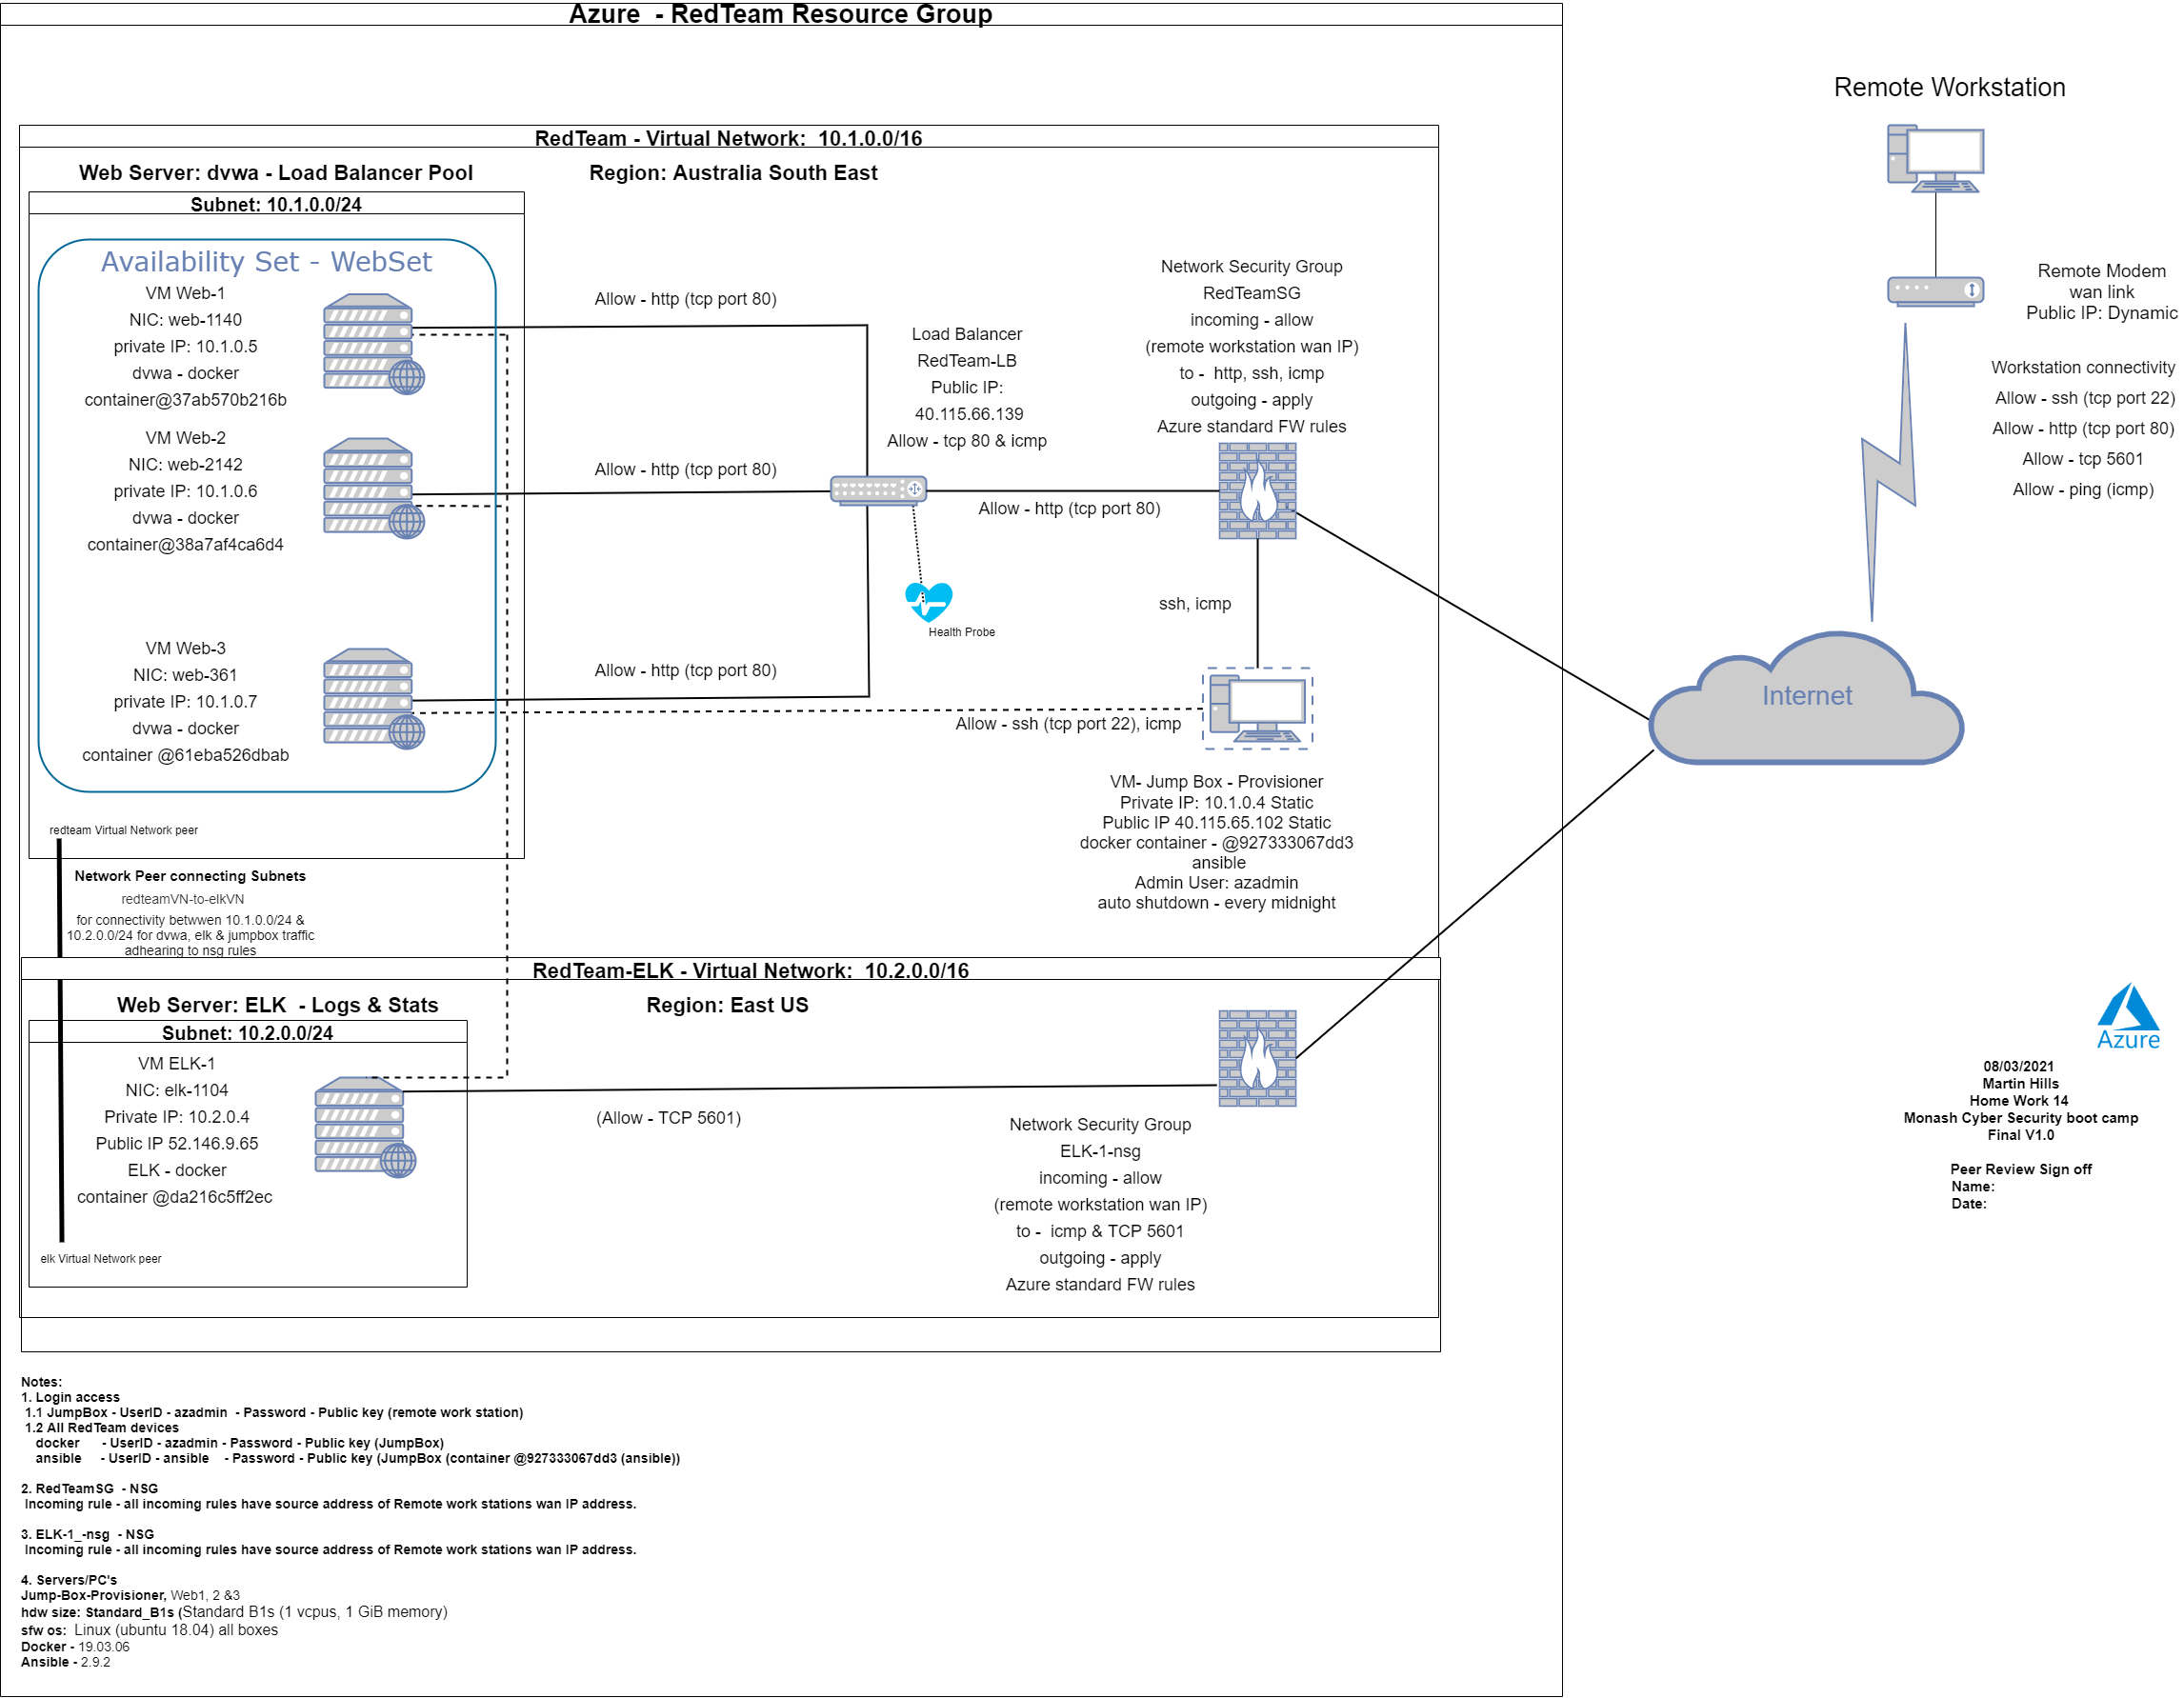 Azure  - RedTeam Resource Group
RedTeam - Virtual Network:  10.1.0.0/16
Web Server: dvwa - Load Balancer Pool
Region: Australia South East
Subnet: 10.1.0.0/24
Availability Set - WebSet
VM Web-1
NIC: web-1140
private IP: 10.1.0.5
dvwa - docker
container@37ab570b216b
VM Web-2
NIC: web-2142
private IP: 10.1.0.6
dvwa - docker
container@38a7af4ca6d4
VM Web-3
NIC: web-361
private IP: 10.1.0.7
dvwa - docker
container @61eba526dbab
Allow - http (tcp port 80)
Allow - http (tcp port 80)
Allow - http (tcp port 80)
Load Balancer
RedTeam-LB
Public IP:
40.115.66.139
Allow - tcp 80 & icmp
Health Probe
Allow - http (tcp port 80)
Network Security Group
RedTeamSG
incoming - allow
(remote workstation wan IP)
to -  http, ssh, icmp
outgoing - apply
Azure standard FW rules
ssh, icmp
Allow - ssh (tcp port 22), icmp
VM- Jump Box - Provisioner
Private IP: 10.1.0.4 Static
Public IP 40.115.65.102 Static
docker container - @927333067dd3
ansible
Admin User: azadmin
auto shutdown - every midnight
redteam Virtual Network peer
Network Peer connecting Subnets
redteamVN-to-elkVN
for connectivity betwwen 10.1.0.0/24 &
10.2.0.0/24 for dvwa, elk & jumpbox traffic
adhearing to nsg rules
RedTeam-ELK - Virtual Network:  10.2.0.0/16
Web Server: ELK  - Logs & Stats
Region: East US
Subnet: 10.2.0.0/24
VM ELK-1
NIC: elk-1104
Private IP: 10.2.0.4
Public IP 52.146.9.65
ELK - docker
container @da216c5ff2ec
elk Virtual Network peer
(Allow - TCP 5601)
Network Security Group
ELK-1-nsg
incoming - allow
(remote workstation wan IP)
to -  icmp & TCP 5601
outgoing - apply
Azure standard FW rules
Remote Workstation
Remote Modem
wan link
Public IP: Dynamic
Workstation connectivity
Allow - ssh (tcp port 22)
Allow - http (tcp port 80)
Allow - tcp 5601
Allow - ping (icmp)
Internet
Azure
08/03/2021
Martin Hills
Home Work 14
Monash Cyber Security boot camp
Final V1.0
Peer Review Sign off
Name:
Date:
Notes:
1. Login access
1.1 JumpBox - UserID - azadmin  - Password - Public key (remote work station)
1.2 All RedTeam devices
docker      - UserID - azadmin - Password - Public key (JumpBox)
ansible     - UserID - ansible    - Password - Public key (JumpBox (container @927333067dd3 (ansible))
2. RedTeamSG  - NSG
Incoming rule - all incoming rules have source address of Remote work stations wan IP address.
3. ELK-1_-nsg  - NSG
Incoming rule - all incoming rules have source address of Remote work stations wan IP address.
4. Servers/PC's
Jump-Box-Provisioner, Web1, 2 &3
hdw size: Standard_B1s (Standard B1s (1 vcpus, 1 GiB memory)
sfw os:  Linux (ubuntu 18.04) all boxes
Docker - 19.03.06
Ansible - 2.9.2